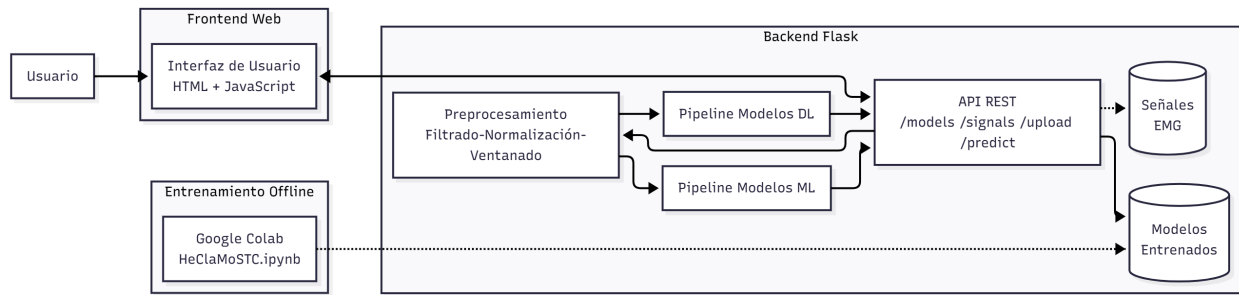 Frontend Web
Backend Flask
Usuario
Interfaz de Usuario
HTML + JavaScript
Preprocesamiento
Filtrado-Normalización-
Ventanado
Pipeline Modelos DL
Pipeline Modelos ML
API REST
/models /signals /upload
/predict
Señales
EMG
Modelos
Entrenados
Entrenamiento Offline
Google Colab
HeClaMoSTC.ipynb